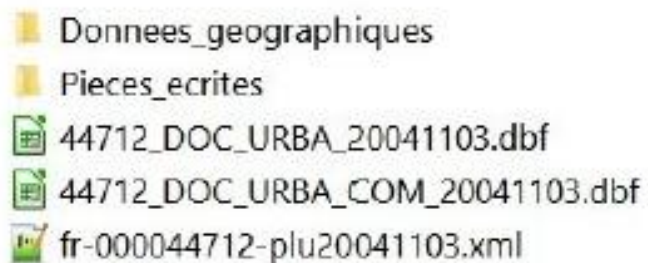 Donnees_geographiques
Pieces_ecrites
44712_DOC_URBA_20041103.dbf
44712_DOC_URBA_COM_20041103.dbf
fr-000044712-plu20041103.xml